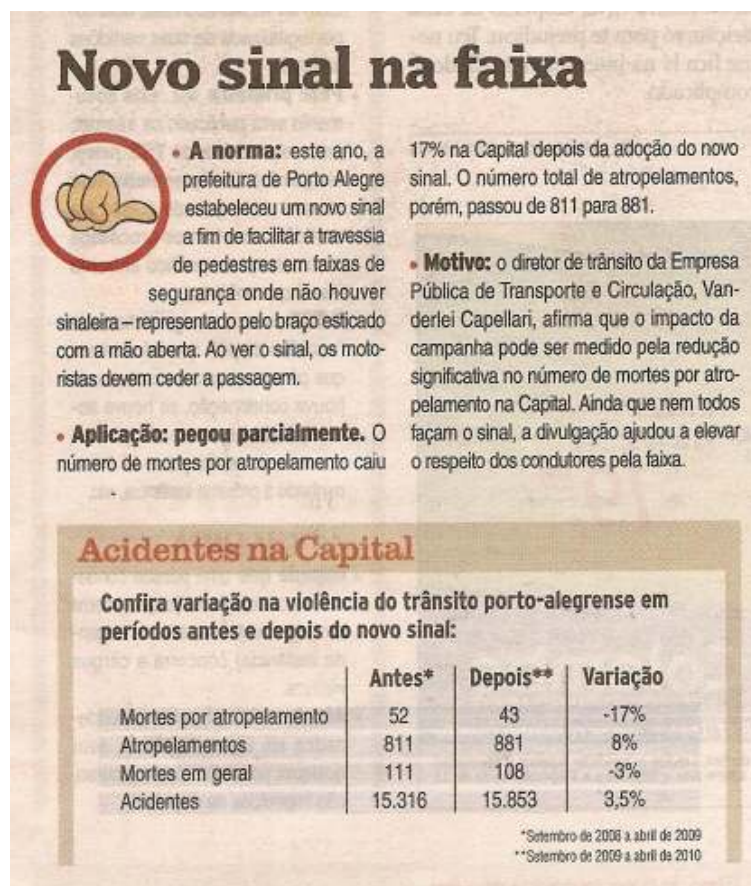 Novo sinal na faixa
• A norma: este ano, a
prefeitura de Porto Alegre
estabeleceu um novo sinal
a fim de facilitar a travessia
de pedestres em faixas de
segurança onde não houver
sinaleira – representado pelo braço esticado
com a mão aberta. Ao ver o sinal, os moto-
ristas devem ceder a passagem.
• Aplicação: pegou parcialmente. O
número de mortes por atropelamento caiu
17% na Capital depois da adoção do novo
sinal. O número total de atropelamentos,
porém, passou de 811 para 881.
• Motivo: o diretor de trânsito da Empresa
Pública de Transporte e Circulação, Van-
derlei Capellari, afirma que o impacto da
campanha pode ser medido pela redução
significativa no número de mortes por atro-
pelamento na Capital. Ainda que nem todos
façam o sinal, a divulgação ajudou a elevar
o respeito dos condutores pela faixa.
Acidentes na Capital
Confira variação na violência do trânsito porto-alegrense em
períodos antes e depois do novo sinal:
Antes* Depois** Variação
Mortes por atropelamento 52 43 -17%
Atropelamentos 811 881 8%
Mortes em geral 111 108 -3%
Acidentes 15.316 15.853 3,5%
*Setembro de 2008 a abril de 2009
**Setembro de 2009 a abril de 2010